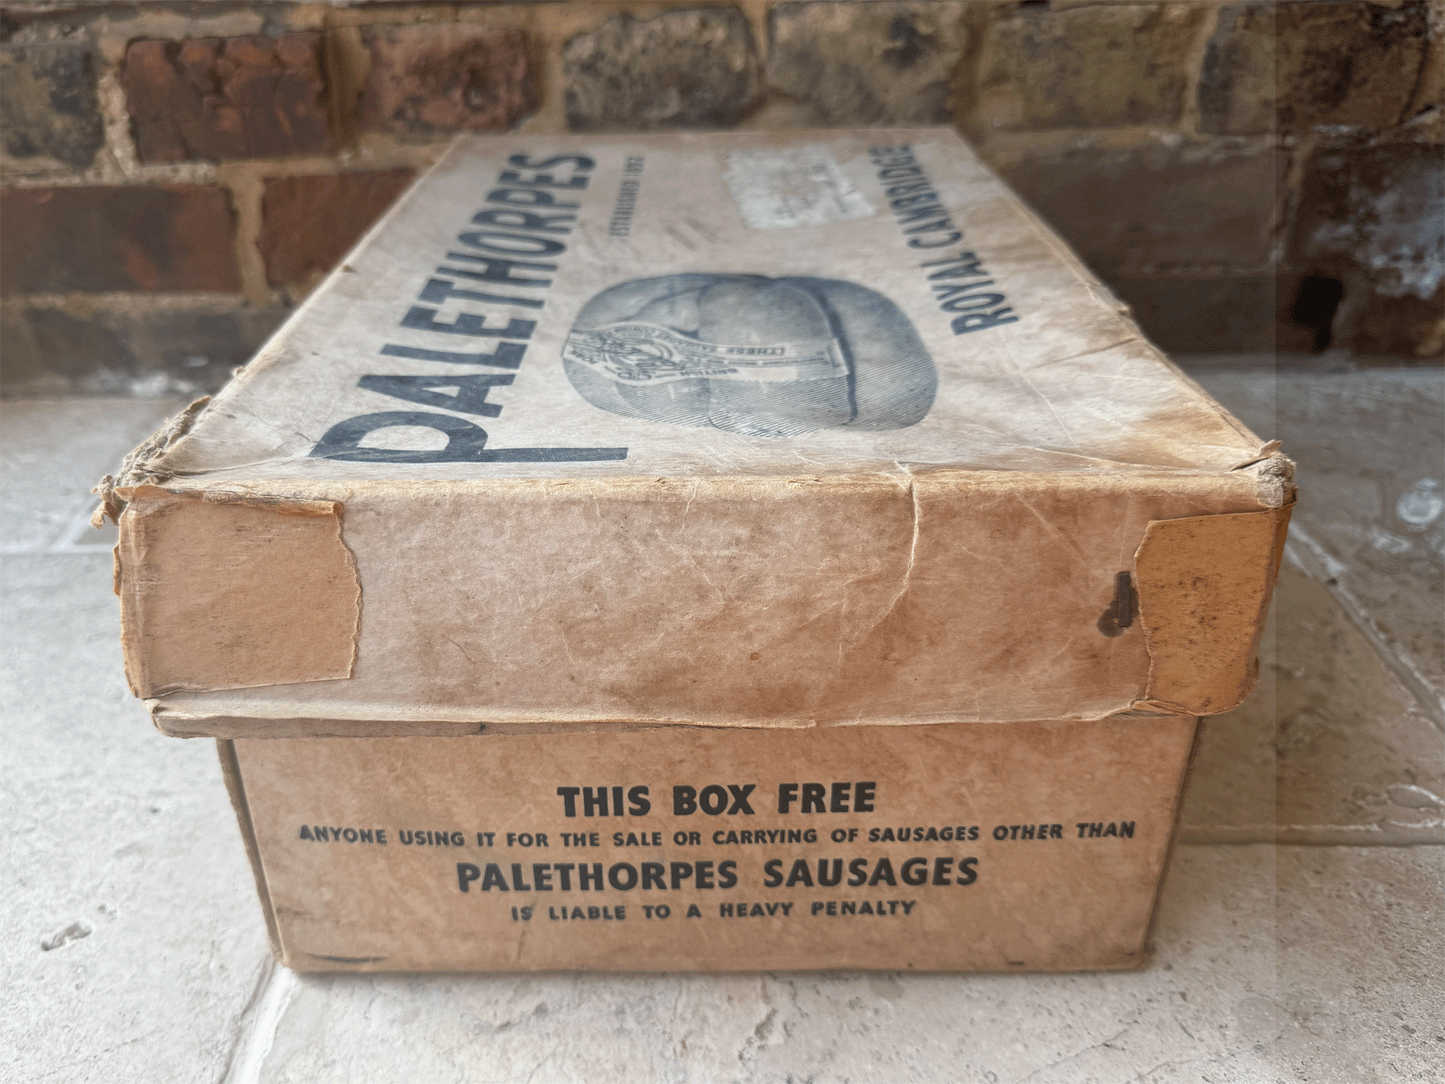 PALETHORPES
ESTABLISHED 1852
ROYAL CAMBRIDGE
THIS BOX FREE
ANYONE USING IT FOR THE SALE OR CARRYING OF SAUSAGES OTHER THAN
PALETHORPES SAUSAGES
IS LIABLE TO A HEAVY PENALTY